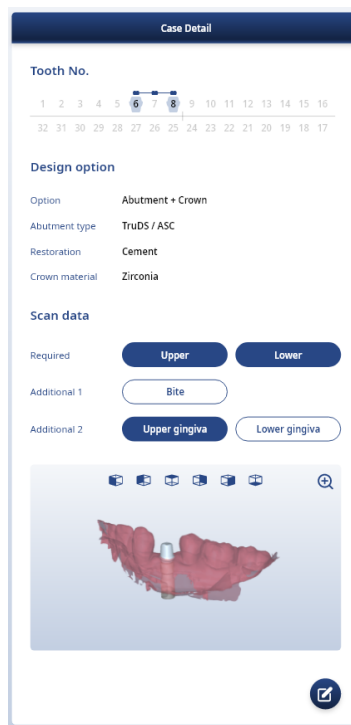 Case Detail
Tooth No.
1 2 3 4 5 6 7 8 9 10 11 12 13 14 15 16
32 31 30 29 28 27 26 25 24 23 22 21 20 19 18 17
Design option
Option Abutment + Crown
Abutment type TruDS / ASC
Restoration Cement
Crown material Zirconia
Scan data
Required Upper Lower
Additional 1 Bite
Additional 2 Upper gingiva Lower gingiva